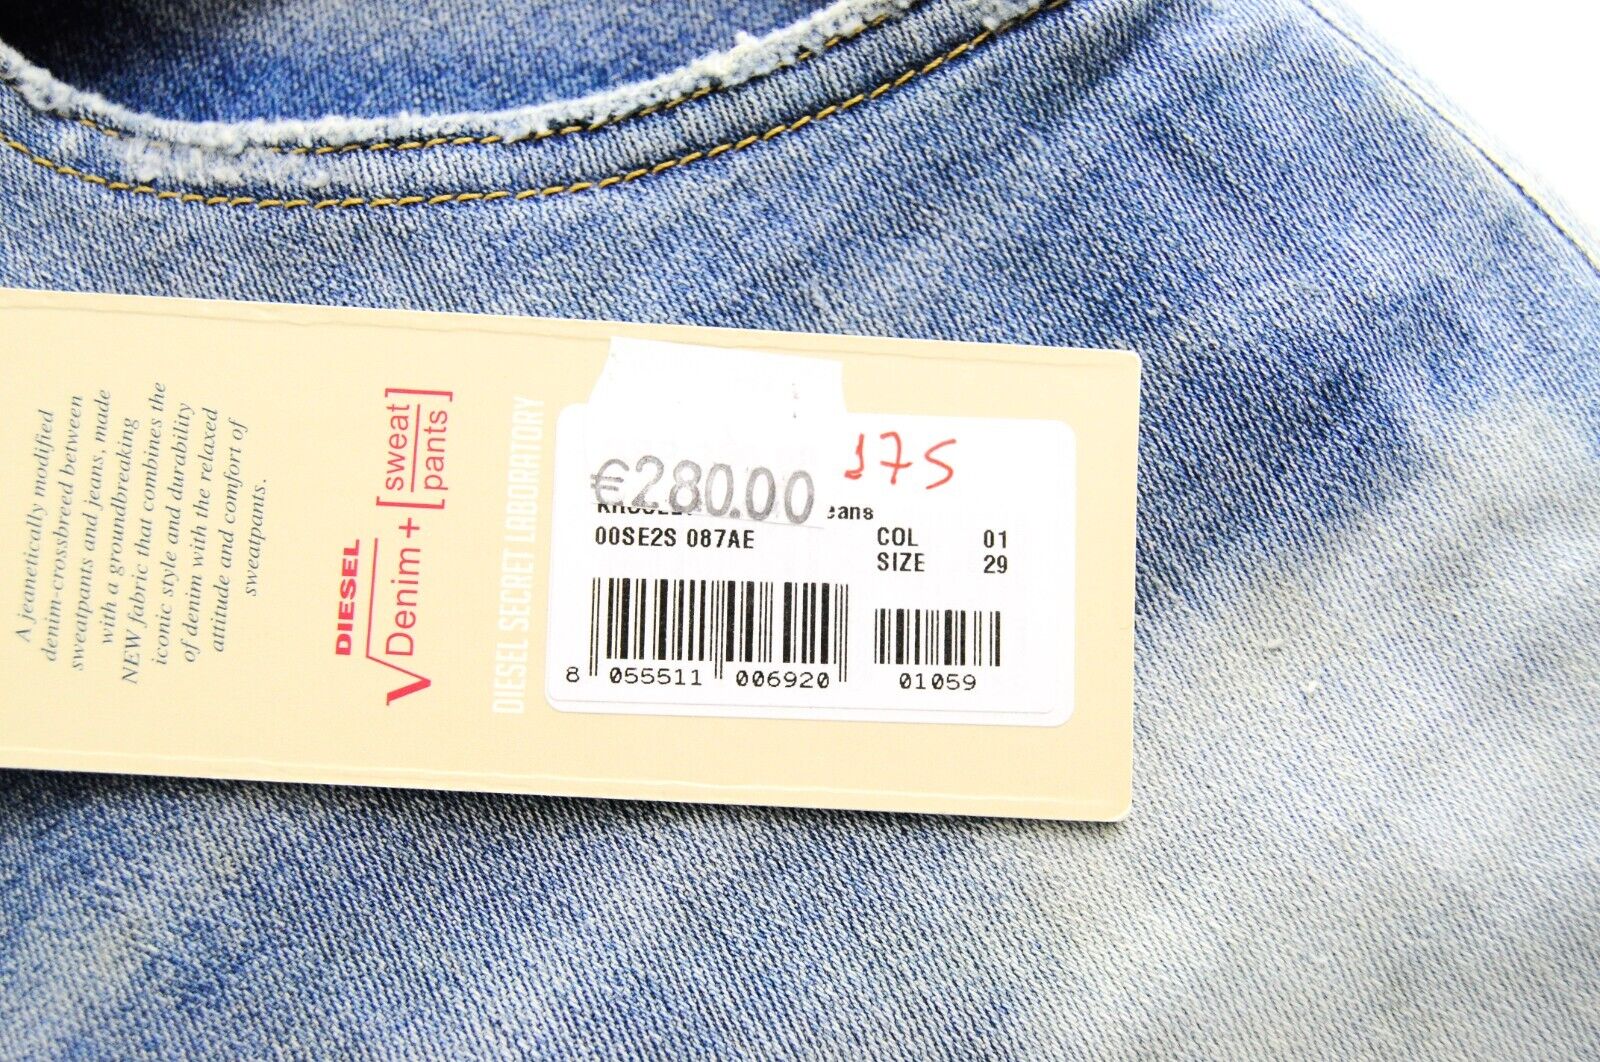 A jeanetically modified
denim-crossbreed between
sweatpants and jeans, made
with a groundbreaking
NEW fabric that combines the
iconic style and durability
of denim with the relaxed
attitude and comfort of
sweatpants.
DIESEL
√Denim+[sweat
pants]
DIESEL SECRET LABORATORY
€280.00
175
00SE2S 087AE
COL 01
SIZE 29
8 055511 006920
01059